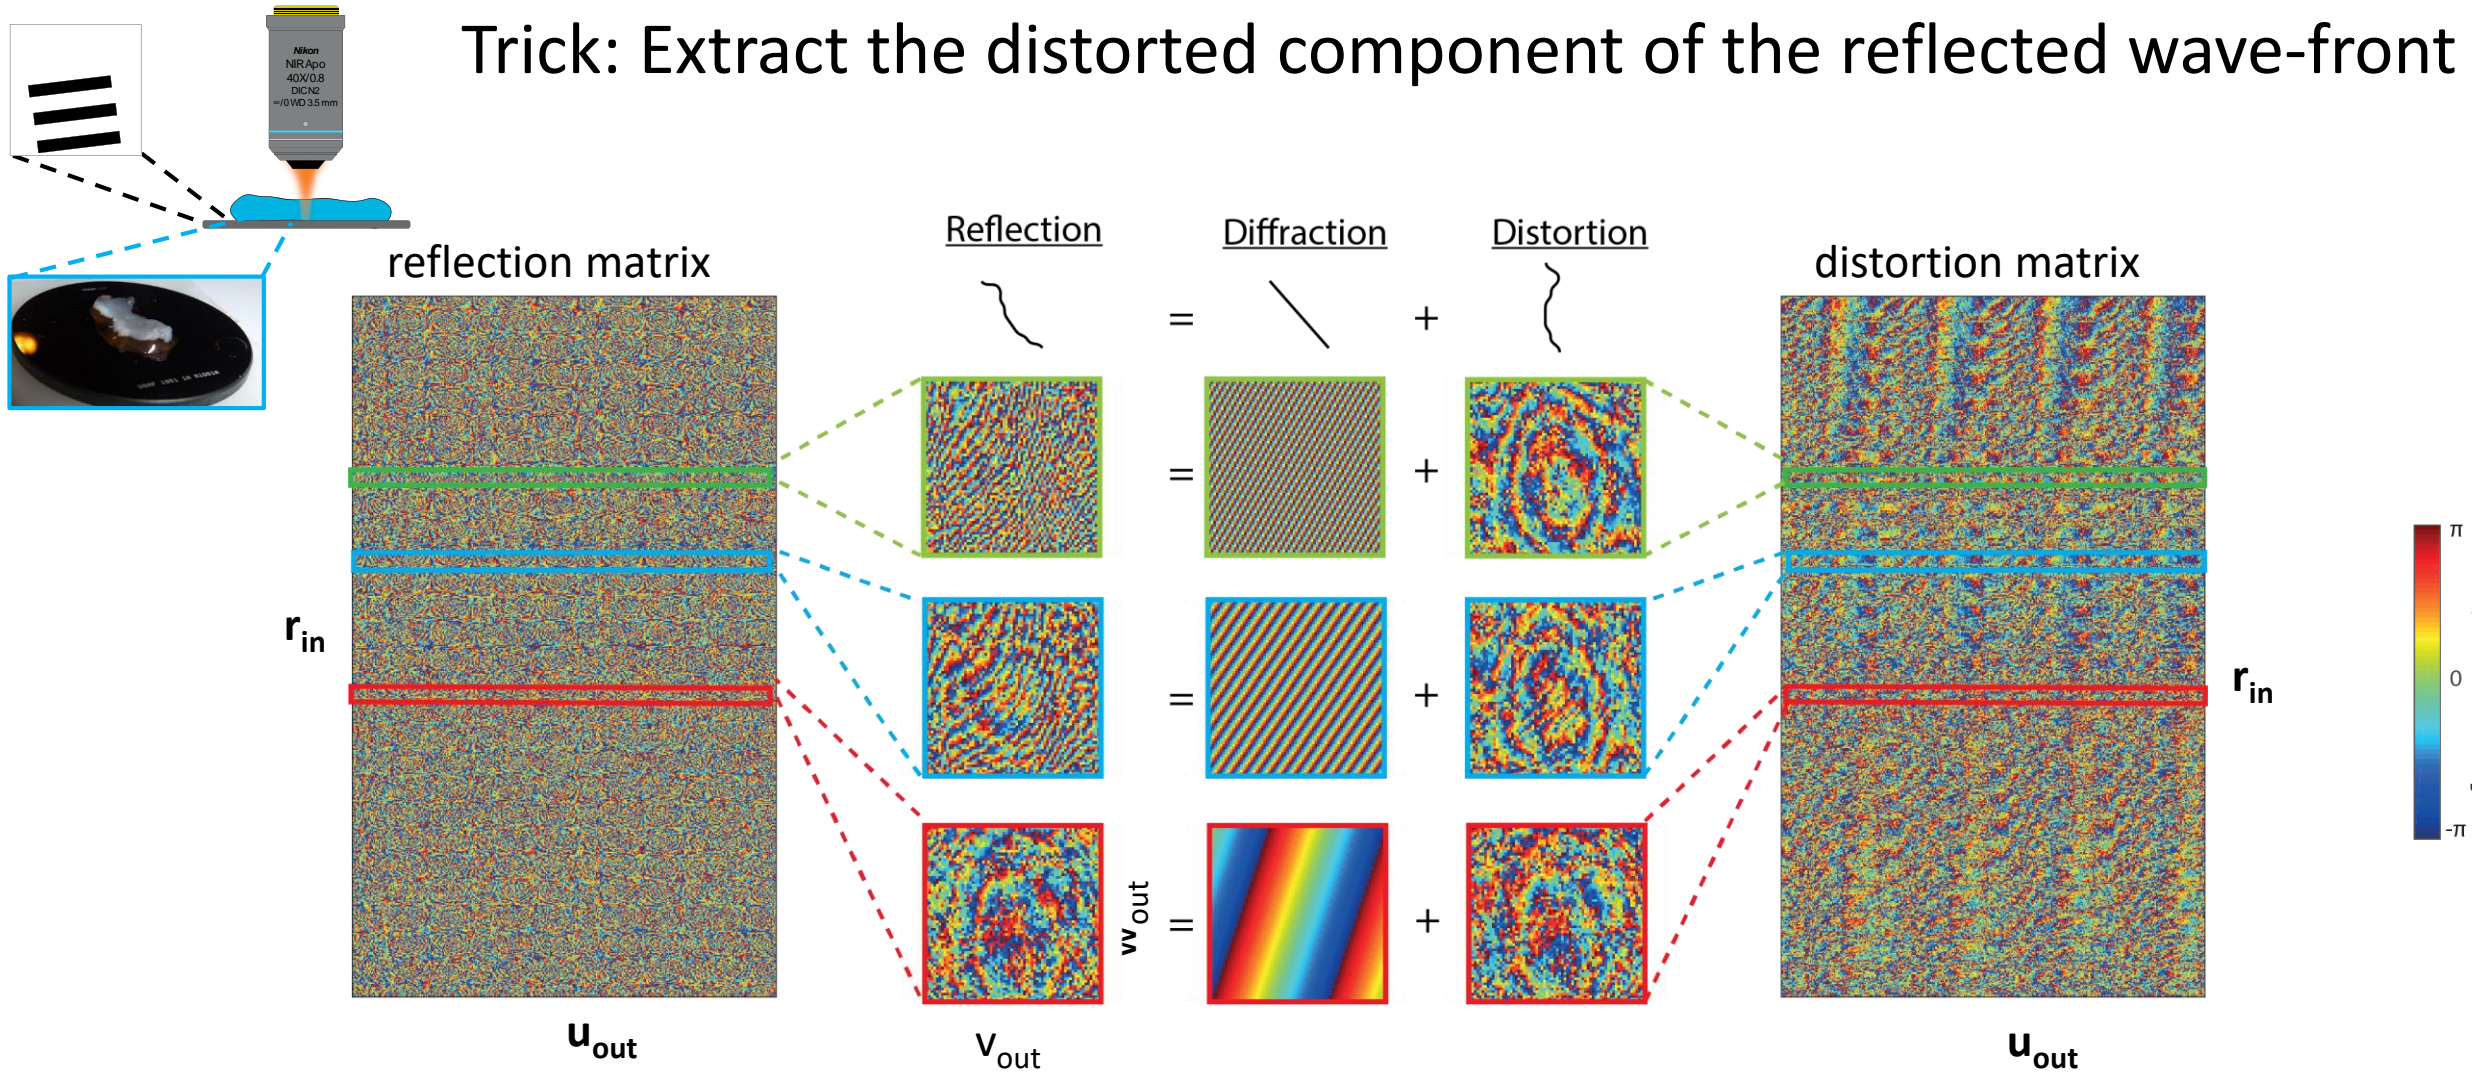 Trick: Extract the distorted component of the reflected wave-front
Nikon
NIR Apo
40X/0.8
DIC N2
∞/0 WD 3.5 mm
reflection matrix
Reflection
Diffraction
Distortion
distortion matrix
=
+
=
+
=
+
=
+
r_in
r_in
π
0
-π
w_out
v_out
u_out
u_out